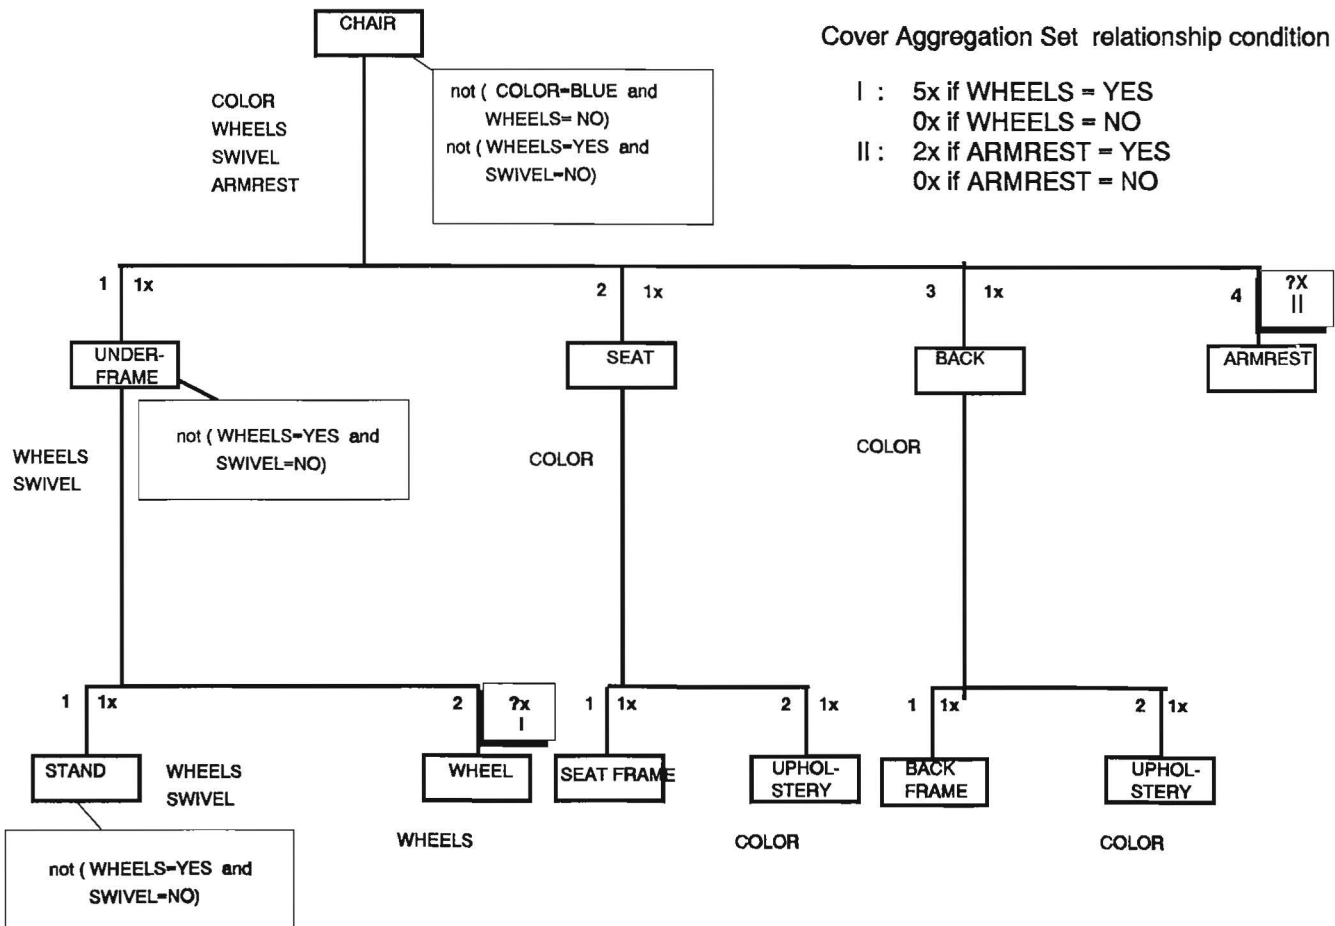 CHAIR
Cover Aggregation Set relationship condition
I : 5x if WHEELS = YES
0x if WHEELS = NO
II : 2x if ARMREST = YES
0x if ARMREST = NO
COLOR
WHEELS
SWIVEL
ARMREST
not ( COLOR=BLUE and
WHEELS= NO)
not ( WHEELS=YES and
SWIVEL=NO)
1 1x
2 1x
3 1x
4 ?X
II
UNDER-
FRAME
SEAT
BACK
ARMREST
not ( WHEELS=YES and
SWIVEL=NO)
WHEELS
SWIVEL
COLOR
COLOR
1 1x
2 ?x
I
1 1x
2 1x
1 1x
2 1x
STAND
WHEELS
SWIVEL
WHEEL
SEAT FRAME
UPHOL-
STERY
BACK
FRAME
UPHOL-
STERY
WHEELS
COLOR
COLOR
not ( WHEELS=YES and
SWIVEL=NO)